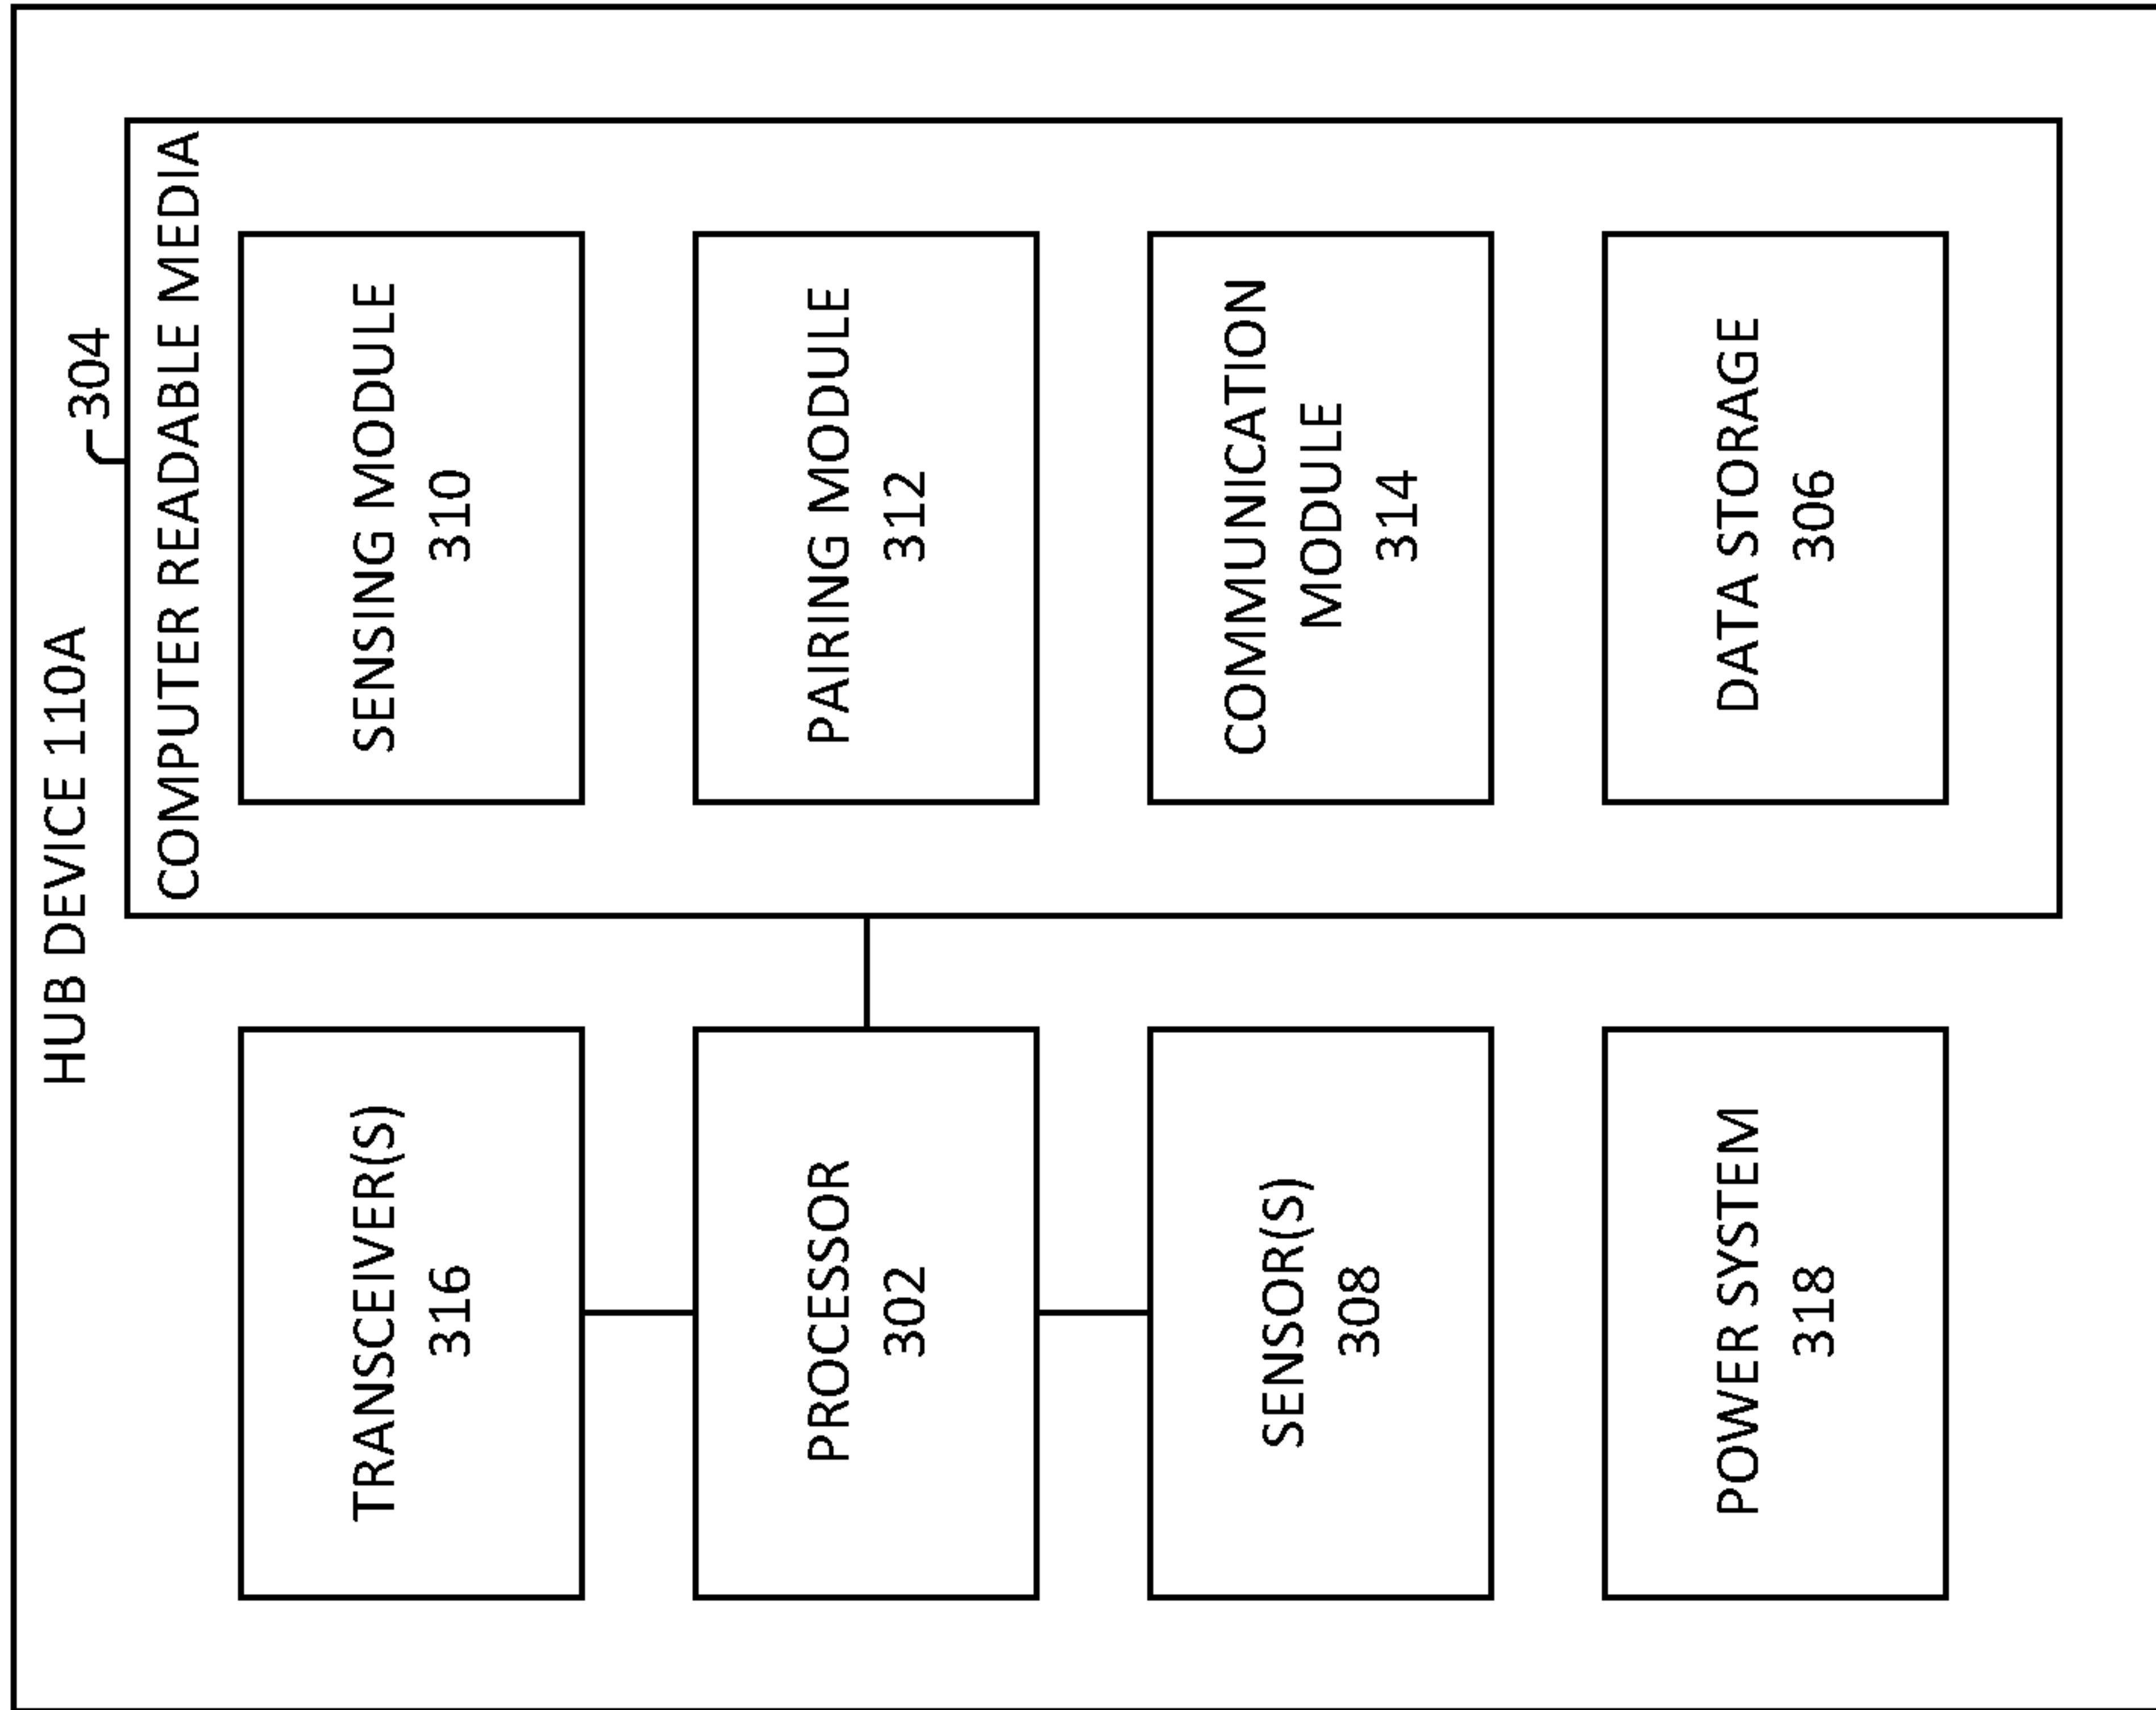 HUB DEVICE 110A
304
TRANSCEIVER(S)
316
PROCESSOR
302
SENSOR(S)
308
POWER SYSTEM
318
COMPUTER READABLE MEDIA
SENSING MODULE
310
PAIRING MODULE
312
COMMUNICATION
MODULE
314
DATA STORAGE
306